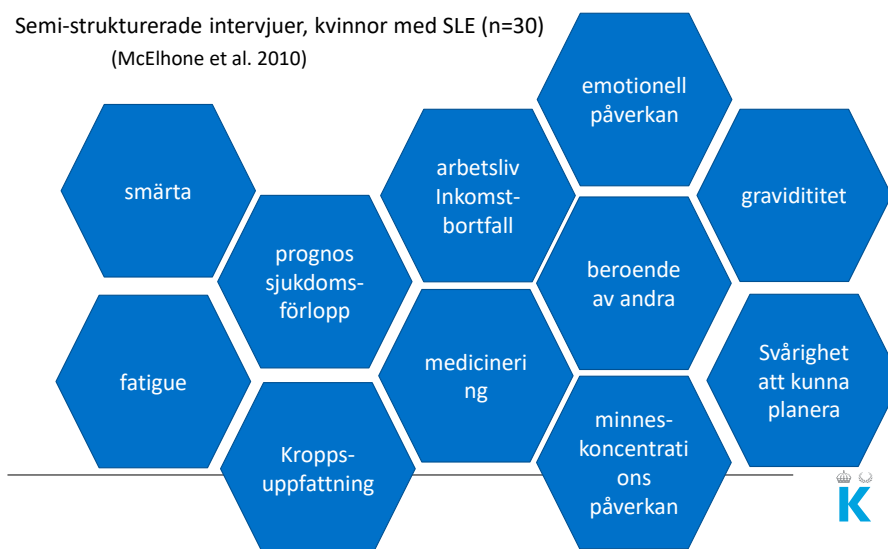 Semi-strukturerade intervjuer, kvinnor med SLE (n=30)
(McElhone et al. 2010)
emotionell
påverkan
smärta
arbetsliv
Inkomst-
bortfall
gravidititet
prognos
sjukdoms-
förlopp
beroende
av andra
fatigue
medicineri
ng
Svårighet
att kunna
planera
Kropps-
uppfattning
minnes-
koncentrati
ons
påverkan
K